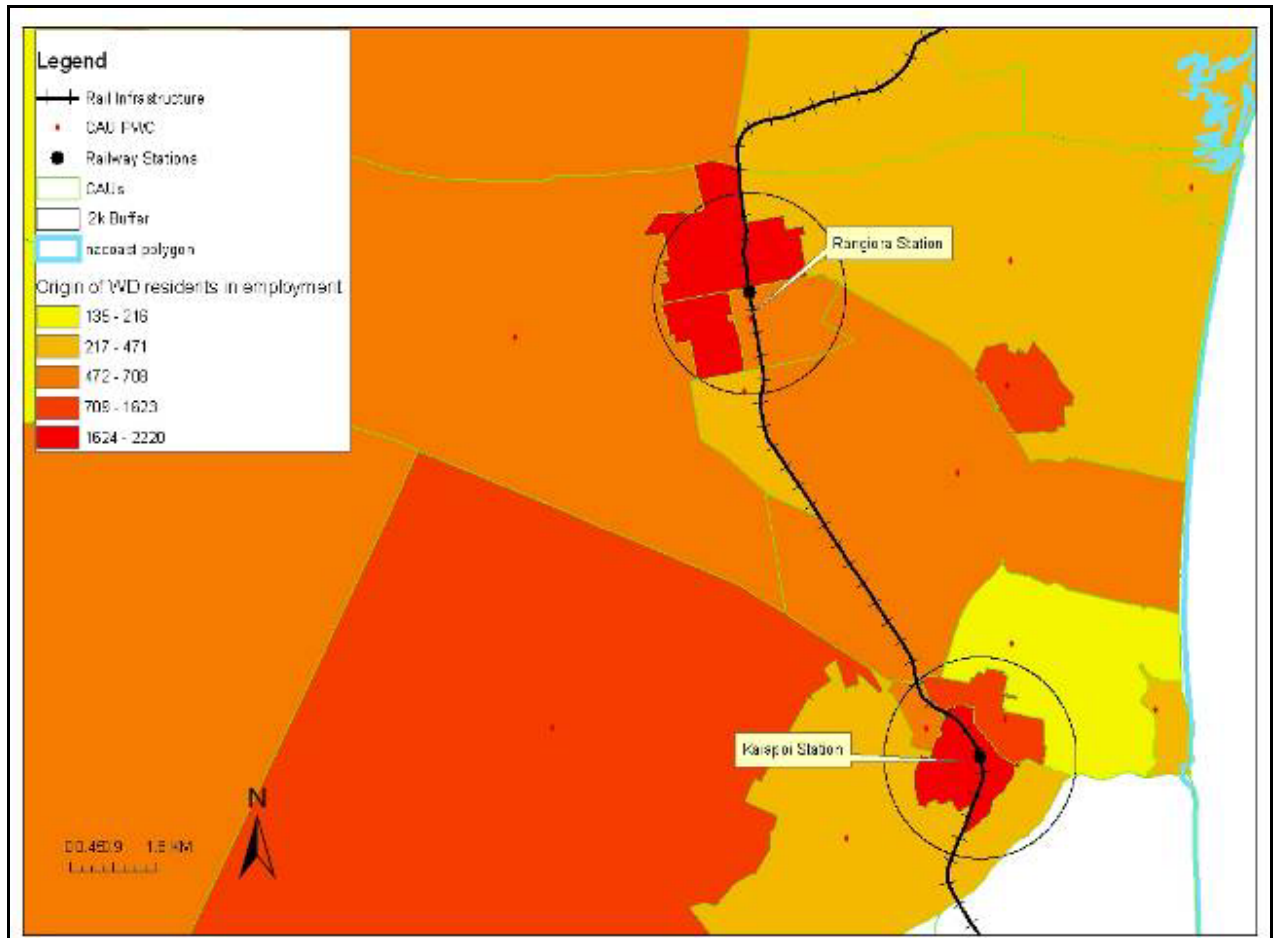 Legend
Rail Infrastructure
CAU PWC
Railway Stations
CAUs
2k Buffer
nzcoast polygon
Origin of WD residents in employment
135 - 216
217 - 471
472 - 708
709 - 1623
1624 - 2220
Rangiora Station
Kaiapoi Station
N
KM